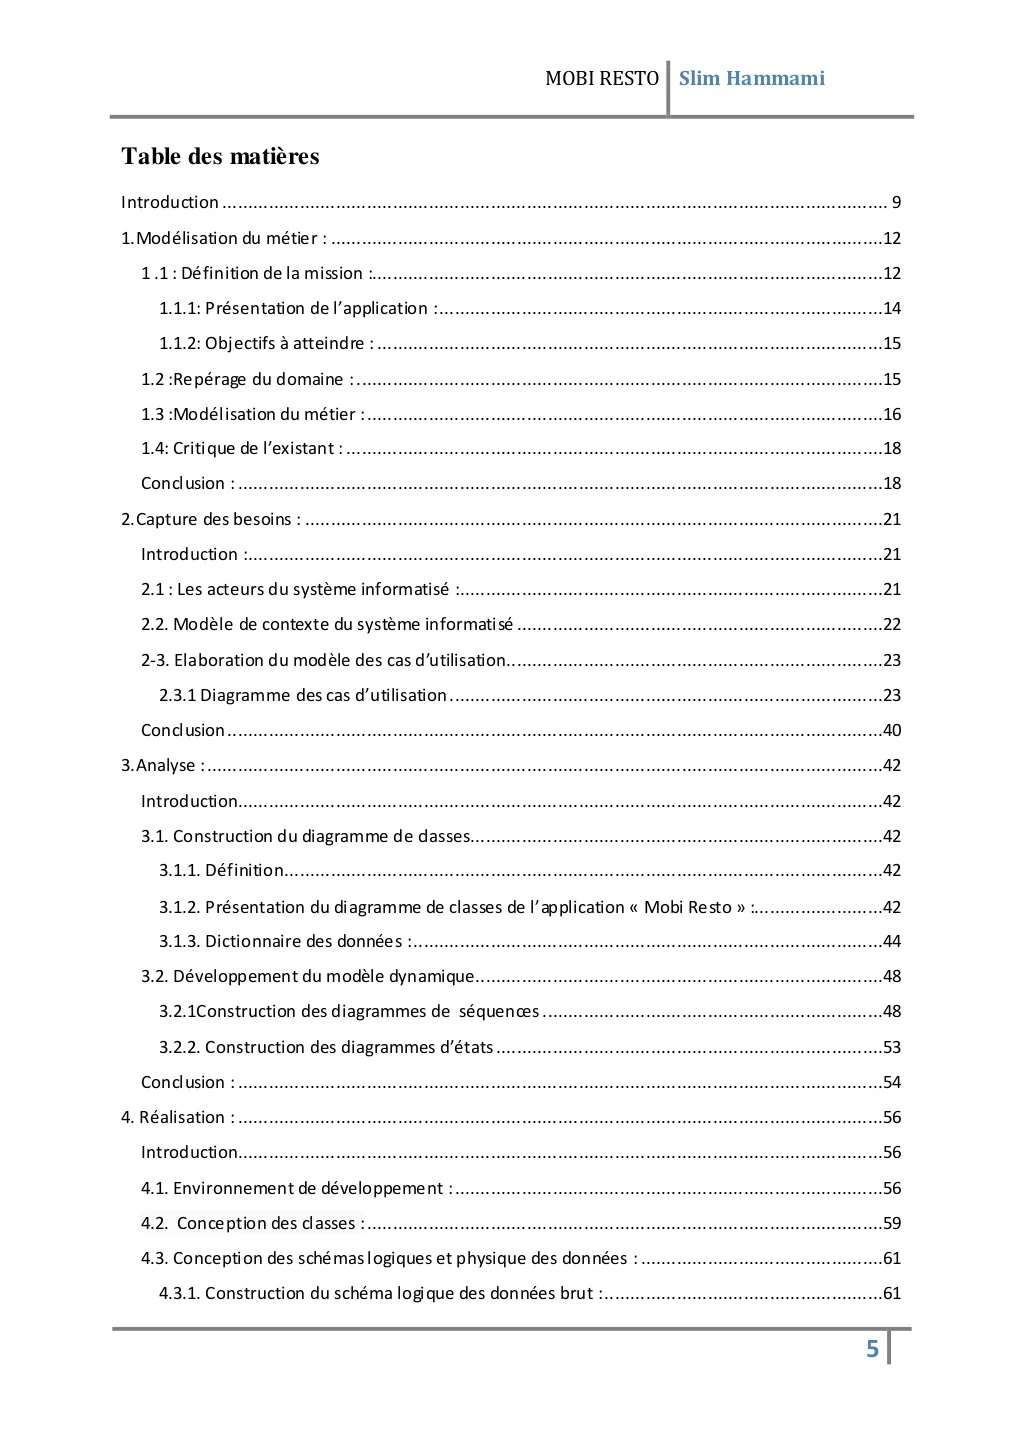 MOBI RESTO Slim Hammami
Table des matières
Introduction ........ 9
1.Modélisation du métier : ........12
1 .1 : Définition de la mission :........12
1.1.1: Présentation de l’application :........14
1.1.2: Objectifs à atteindre : ........15
1.2 :Repérage du domaine : ........15
1.3 :Modélisation du métier : ........16
1.4: Critique de l’existant : ........18
Conclusion : ........18
2.Capture des besoins : ........21
Introduction :........21
2.1 : Les acteurs du système informatisé :........21
2.2. Modèle de contexte du système informatisé ........22
2-3. Elaboration du modèle des cas d’utilisation........23
2.3.1 Diagramme des cas d’utilisation ........23
Conclusion ........40
3.Analyse : ........42
Introduction........42
3.1. Construction du diagramme de classes........42
3.1.1. Définition........42
3.1.2. Présentation du diagramme de classes de l’application « Mobi Resto » :........42
3.1.3. Dictionnaire des données :........44
3.2. Développement du modèle dynamique........48
3.2.1Construction des diagrammes de séquences ........48
3.2.2. Construction des diagrammes d’états ........53
Conclusion : ........54
4. Réalisation : ........56
Introduction........56
4.1. Environnement de développement : ........56
4.2. Conception des classes : ........59
4.3. Conception des schémas logiques et physique des données : ........61
4.3.1. Construction du schéma logique des données brut :........61
5